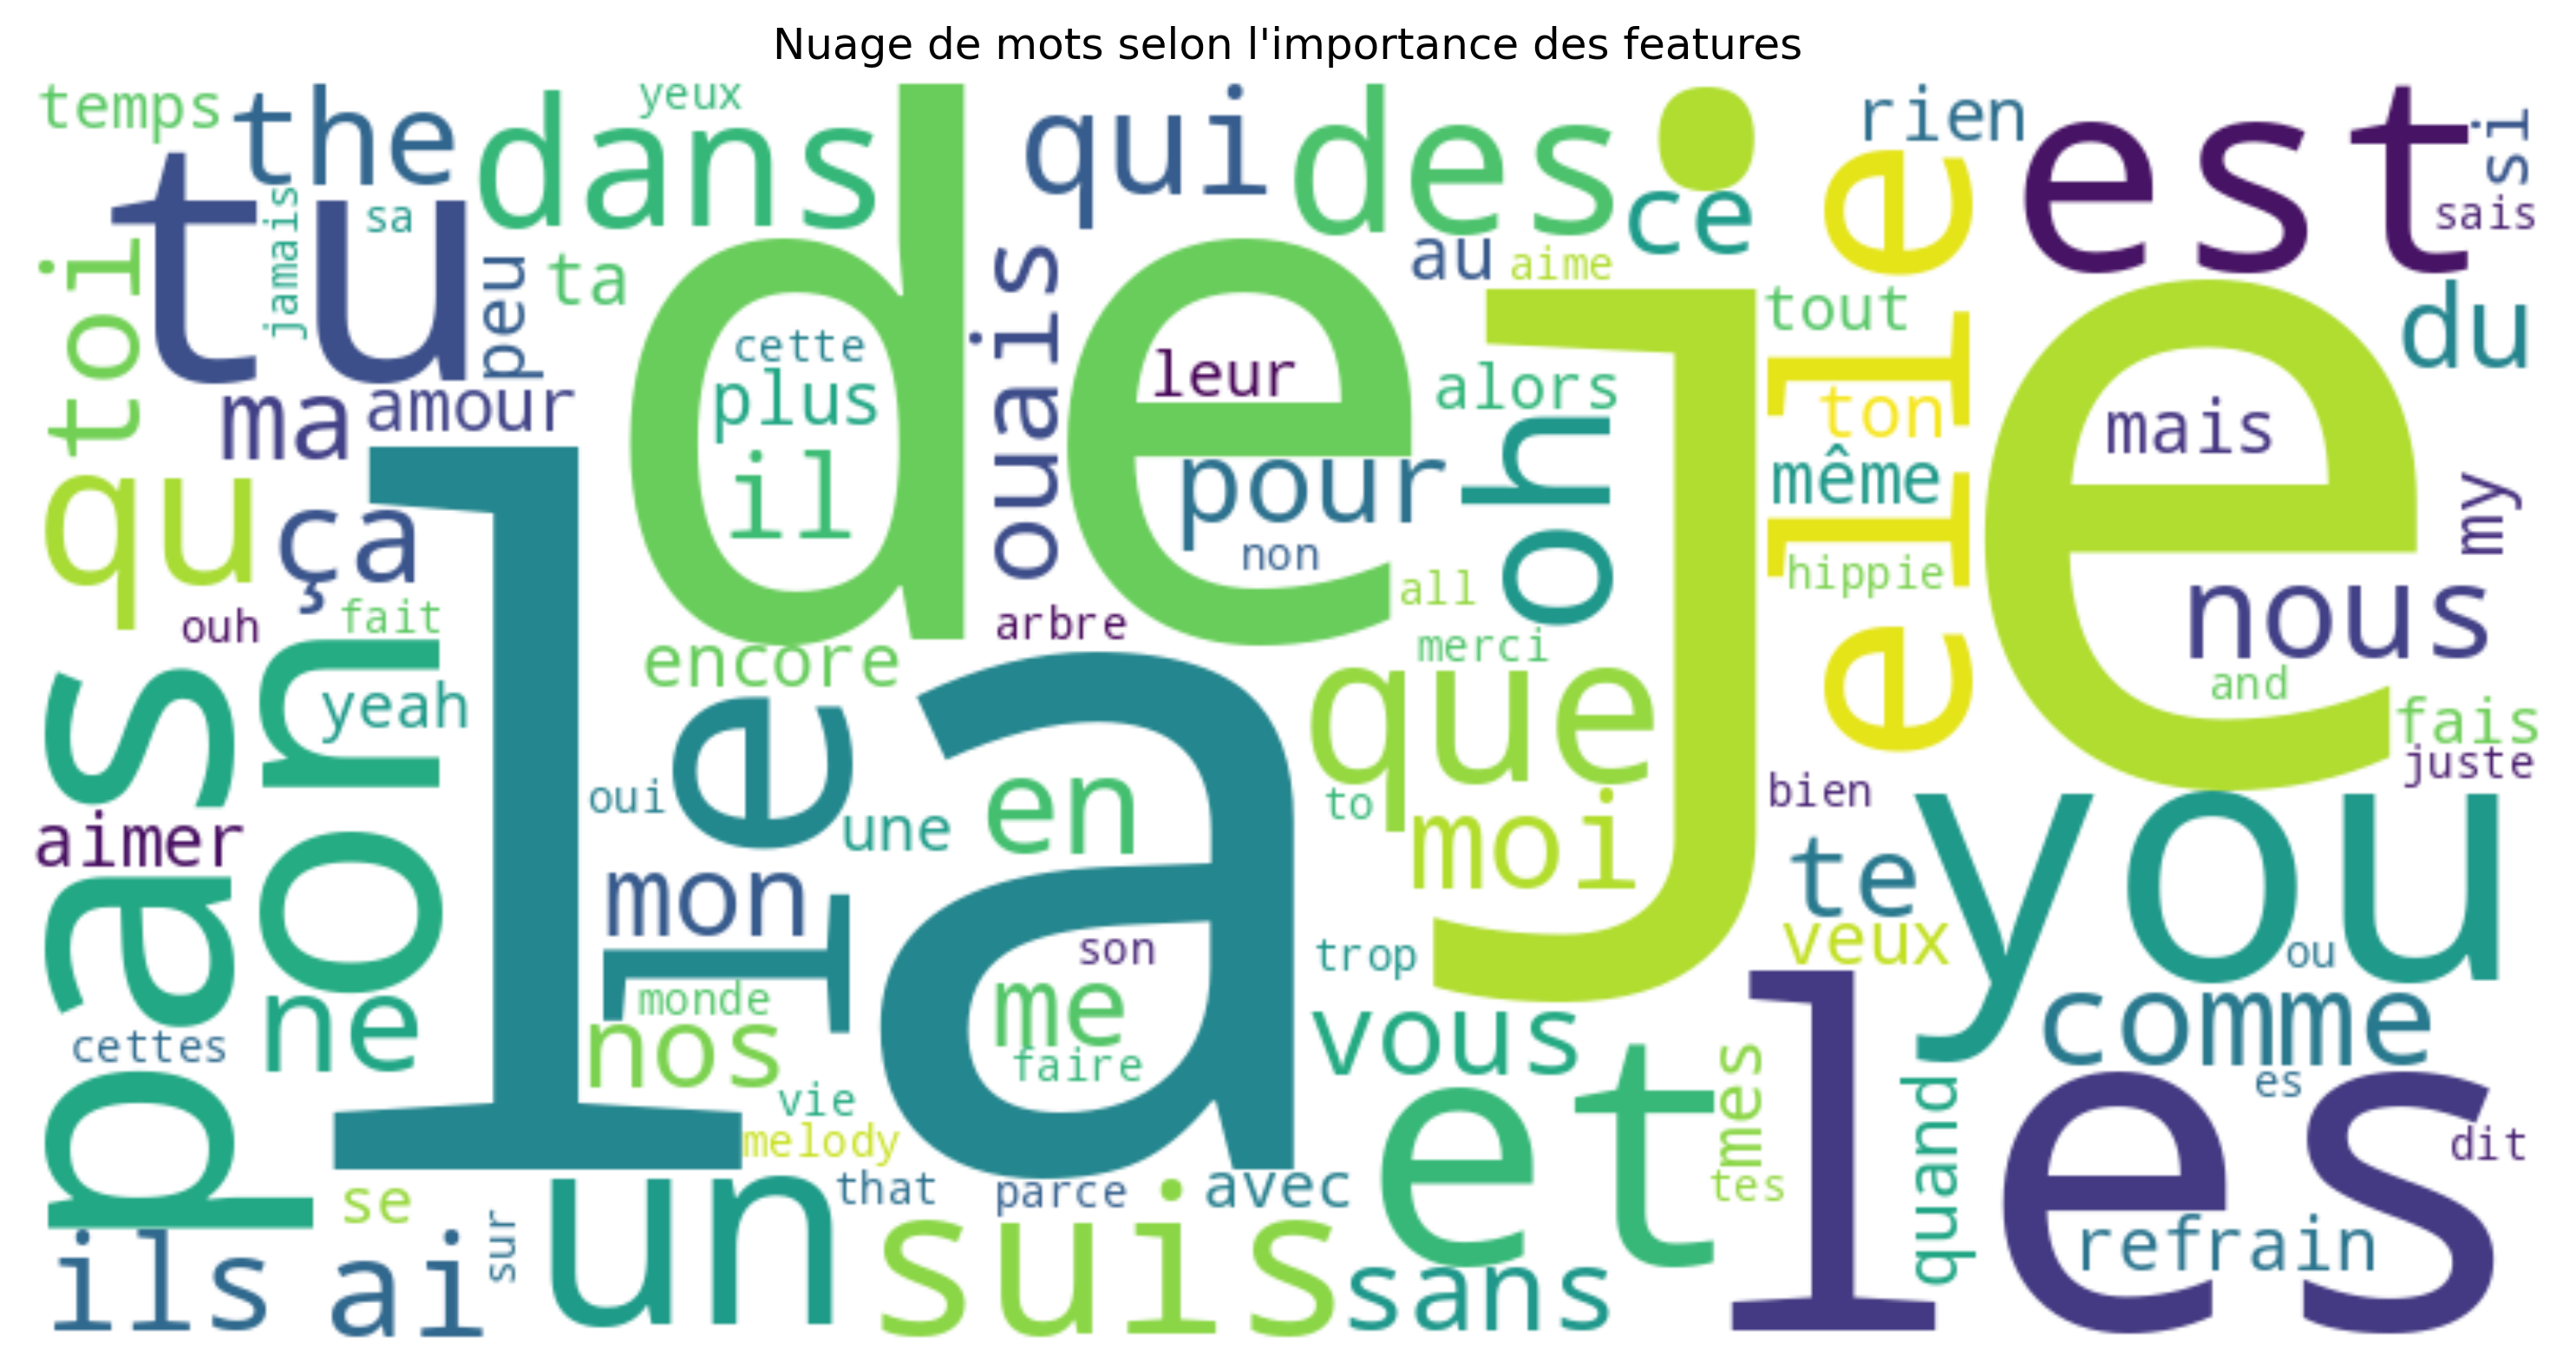 Nuage de mots selon l'importance des features
temps
the
tu
jamais
sa
dans
yeux
de
qui
des
je
ce
rien
elle
est
si
sais
toi
peu
ta
ouais
au
aime
tout
du
cette
plus
il
leur
alors
ton
mais
ma
amour
la
pour
oh
même
my
qu
ça
non
all
hippie
nous
ouh
fait
arbre
merci
and
encore
pas
on
yeah
le
que
fais
juste
oui
une
en
to
moi
bien
you
aimer
mon
te
son
trop
veux
ou
cettes
ne
monde
nos
me
faire
vous
comme
vie
melody
et
mes
tes
les
quand
es
dit
se
un
that
parce
avec
ils
ai
sur
suis
sans
refrain